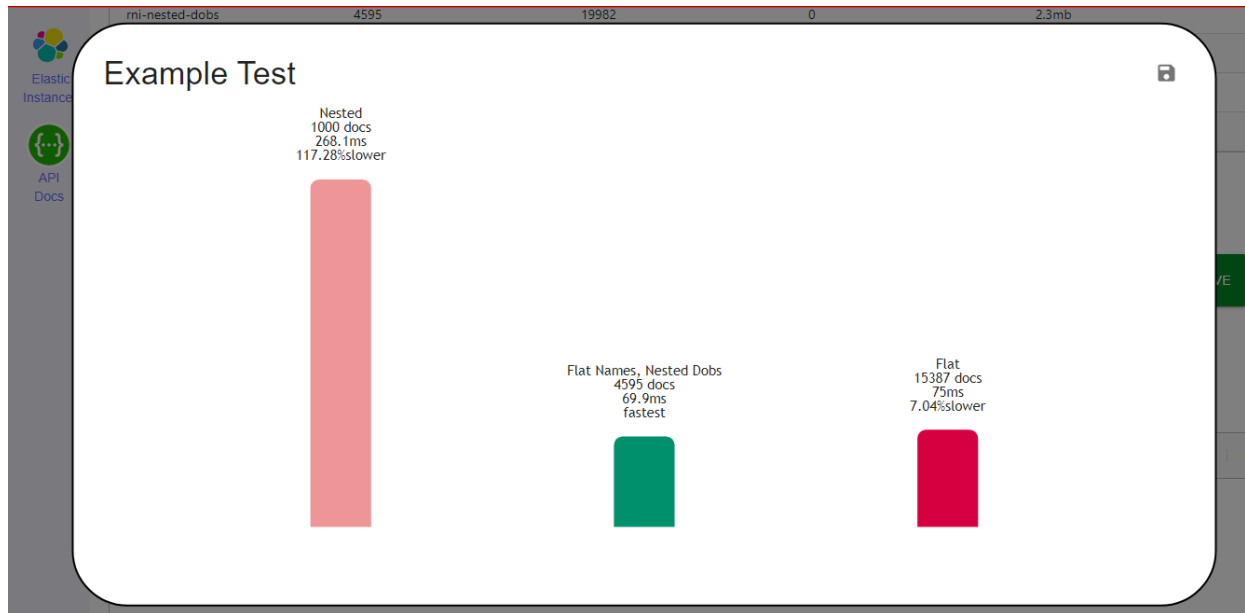 rni-nested-dobs 4595 19982 0 2.3mb
Elastic
Instance
API
Docs
Example Test
Nested
1000 docs
268.1ms
117.28%slower
Flat Names, Nested Dobs
4595 docs
69.9ms
fastest
Flat
15387 docs
75ms
7.04%slower
VE